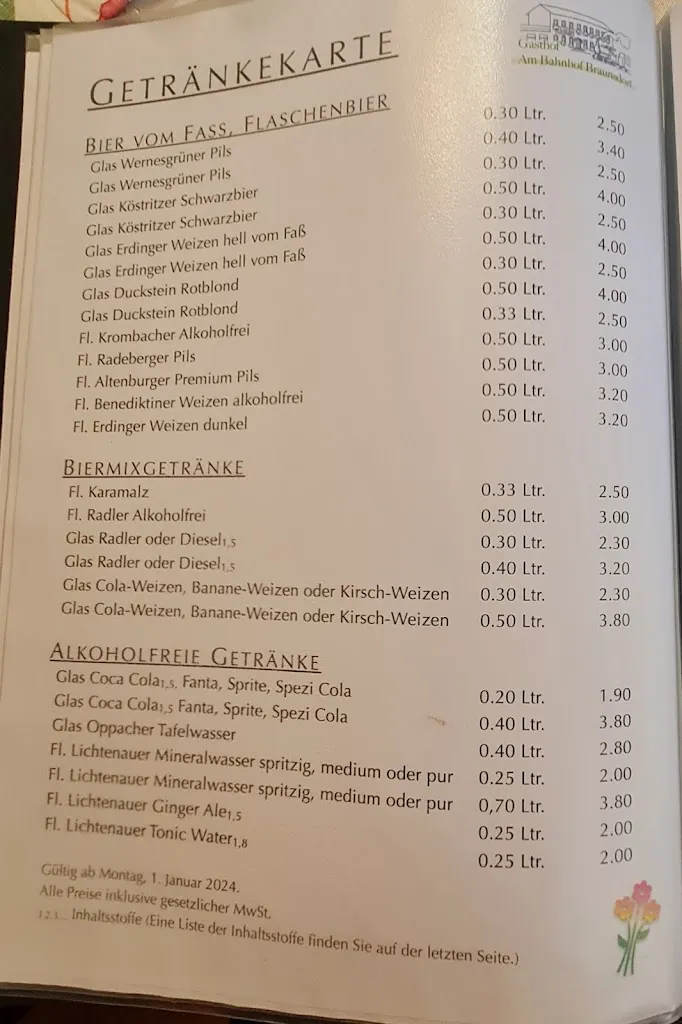 Gasthof
Am Bahnhof Braunsdorf
GETRÄNKEKARTE
BIER VOM FASS, FLASCHENBIER
Glas Wernesgrüner Pils 0.30 Ltr. 2.50
Glas Wernesgrüner Pils 0.40 Ltr. 3.40
Glas Köstritzer Schwarzbier 0.30 Ltr. 2.50
Glas Köstritzer Schwarzbier 0.50 Ltr. 4.00
Glas Erdinger Weizen hell vom Faß 0.30 Ltr. 2.50
Glas Erdinger Weizen hell vom Faß 0.50 Ltr. 4.00
Glas Duckstein Rotblond 0.30 Ltr. 2.50
Glas Duckstein Rotblond 0.50 Ltr. 4.00
Fl. Krombacher Alkoholfrei 0.33 Ltr. 2.50
Fl. Radeberger Pils 0.50 Ltr. 3.00
Fl. Altenburger Premium Pils 0.50 Ltr. 3.00
Fl. Benediktiner Weizen alkoholfrei 0.50 Ltr. 3.20
Fl. Erdinger Weizen dunkel 0.50 Ltr. 3.20
BIERMIXGETRÄNKE
Fl. Karamalz 0.33 Ltr. 2.50
Fl. Radler Alkoholfrei 0.50 Ltr. 3.00
Glas Radler oder Diesel1,5 0.30 Ltr. 2.30
Glas Radler oder Diesel1,5 0.40 Ltr. 3.20
Glas Cola-Weizen, Banane-Weizen oder Kirsch-Weizen 0.30 Ltr. 2.30
Glas Cola-Weizen, Banane-Weizen oder Kirsch-Weizen 0.50 Ltr. 3.80
ALKOHOLFREIE GETRÄNKE
Glas Coca Cola1,5, Fanta, Sprite, Spezi Cola 0.20 Ltr. 1.90
Glas Coca Cola1,5 Fanta, Sprite, Spezi Cola 0.40 Ltr. 3.80
Glas Oppacher Tafelwasser 0.40 Ltr. 2.80
Fl. Lichtenauer Mineralwasser spritzig, medium oder pur 0.25 Ltr. 2.00
Fl. Lichtenauer Mineralwasser spritzig, medium oder pur 0,70 Ltr. 3.80
Fl. Lichtenauer Ginger Ale1,5 0.25 Ltr. 2.00
Fl. Lichtenauer Tonic Water1,8 0.25 Ltr. 2.00
Gültig ab Montag, 1. Januar 2024.
Alle Preise inklusive gesetzlicher MwSt.
1,2,3... Inhaltsstoffe (Eine Liste der Inhaltsstoffe finden Sie auf der letzten Seite.)